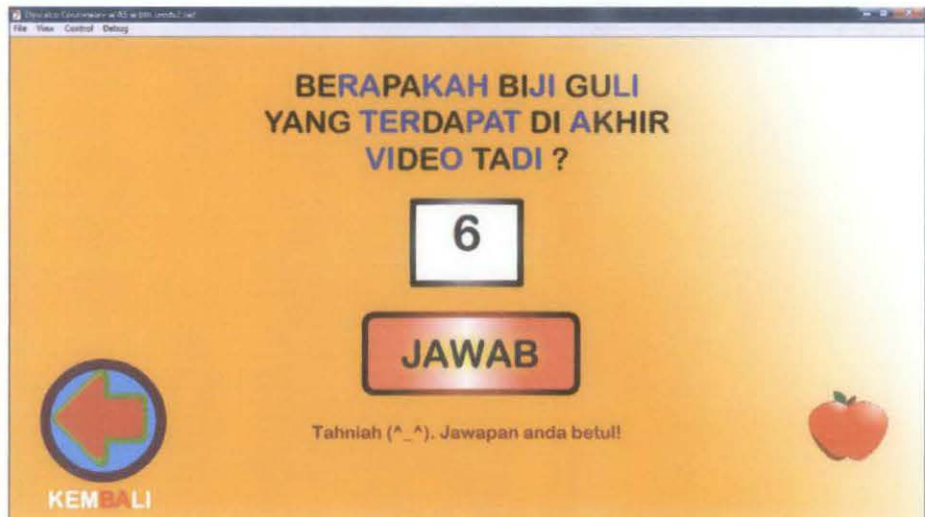 File View Control Debug
BERAPAKAH BIJI GULI
YANG TERDAPAT DI AKHIR
VIDEO TADI ?
6
JAWAB
Tahniah (^_^). Jawapan anda betul!
KEMBALI